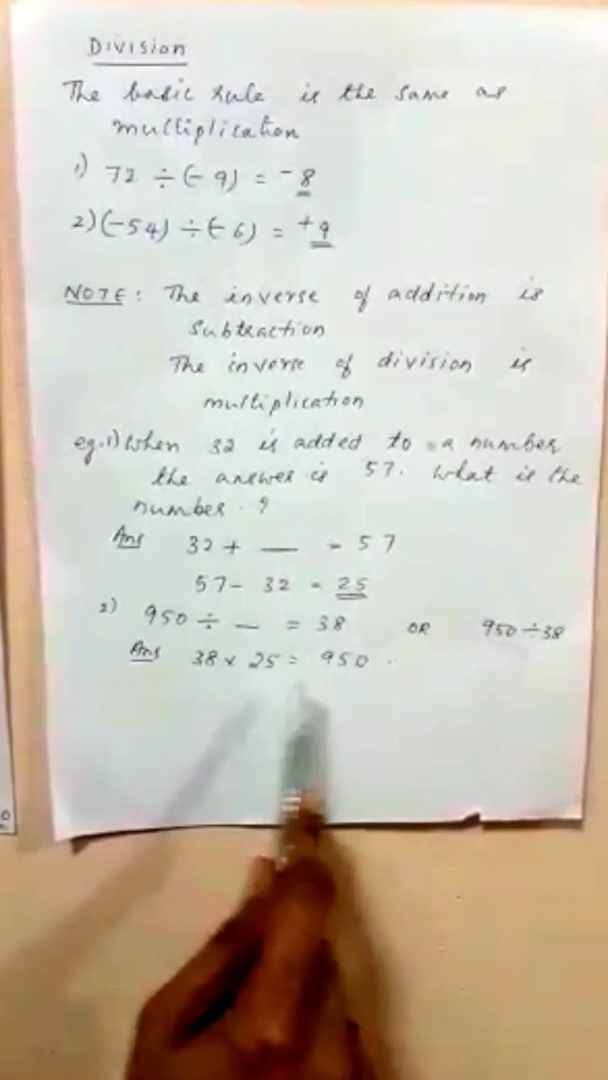 Division
The basic rule is the same as
multiplication
1) 72 ÷ (- 9) = - 8
2) (-54) ÷ (- 6) = + 9
NOTE: The inverse of addition is
subtraction
The inverse of division is
multiplication
eg.1) When 32 is added to a number
the answer is 57. What is the
number. ?
Ans 32 + __ = 57
57 - 32 = 25
2) 950 ÷ __ = 38 OR 950 ÷ 38
Ans 38 x 25 = 950.